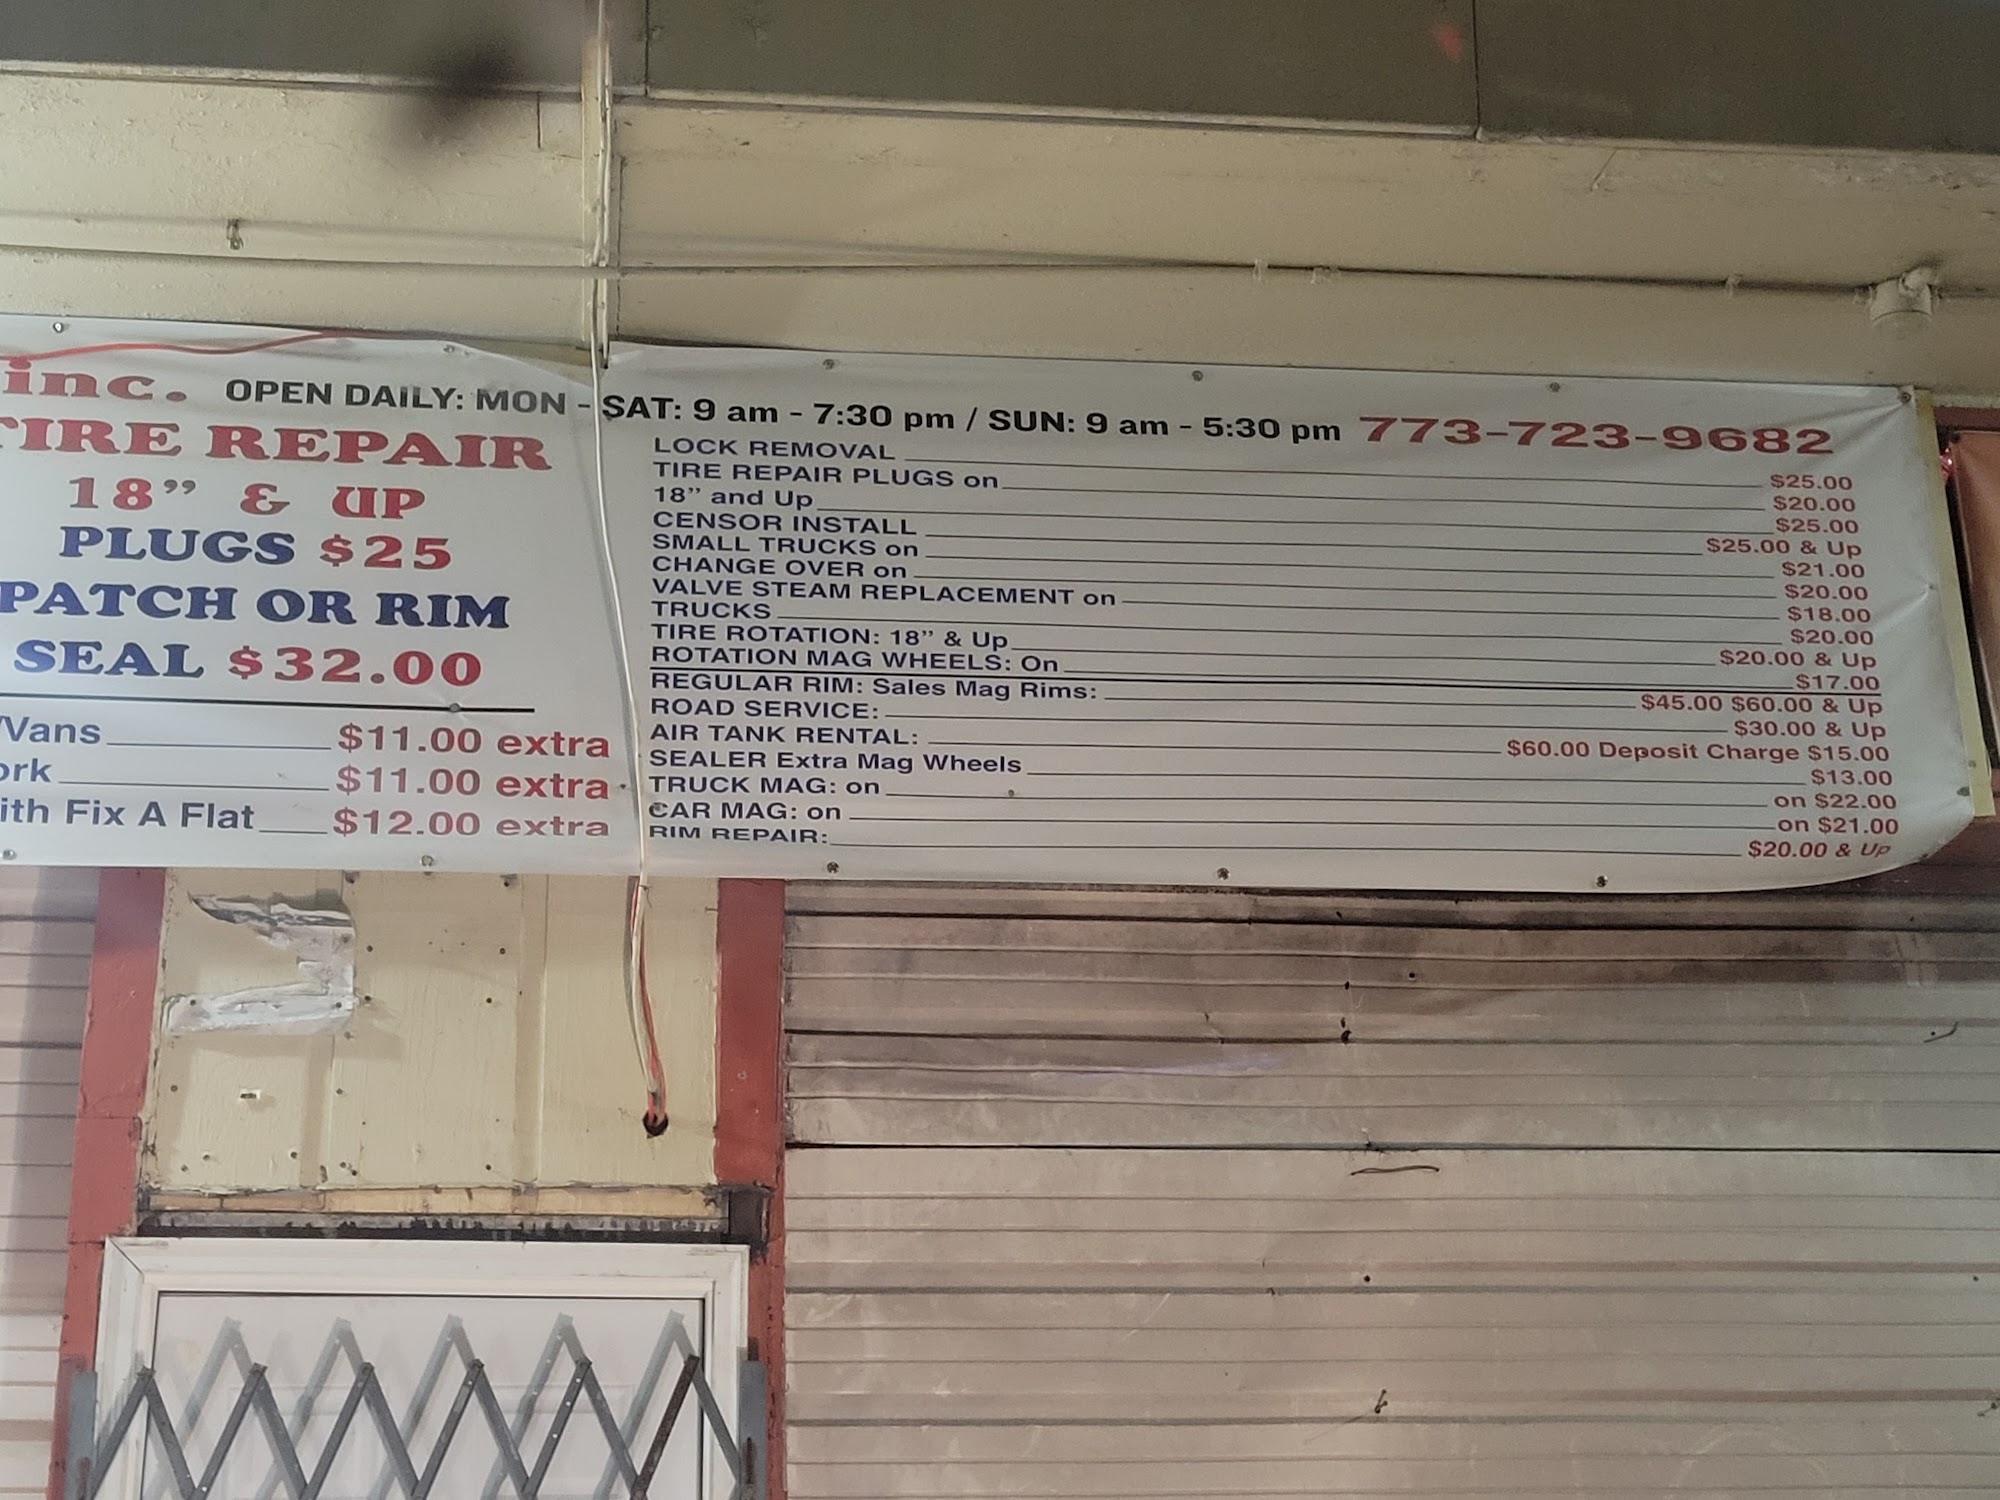 inc. OPEN DAILY: MON - SAT: 9 am - 7:30 pm / SUN: 9 am - 5:30 pm 773-723-9682
TIRE REPAIR
18” & UP
PLUGS $25
PATCH OR RIM
SEAL $32.00
/Vans $11.00 extra
ork $11.00 extra
ith Fix A Flat $12.00 extra
LOCK REMOVAL $25.00
TIRE REPAIR PLUGS on $20.00
18” and Up $25.00
CENSOR INSTALL $25.00 & Up
SMALL TRUCKS on $21.00
CHANGE OVER on $20.00
VALVE STEAM REPLACEMENT on $18.00
TRUCKS $20.00
TIRE ROTATION: 18” & Up $20.00 & Up
ROTATION MAG WHEELS: On $17.00
REGULAR RIM: Sales Mag Rims: $45.00 $60.00 & Up
ROAD SERVICE: $30.00 & Up
AIR TANK RENTAL: $60.00 Deposit Charge $15.00
SEALER Extra Mag Wheels $13.00
TRUCK MAG: on on $22.00
CAR MAG: on on $21.00
RIM REPAIR: $20.00 & Up